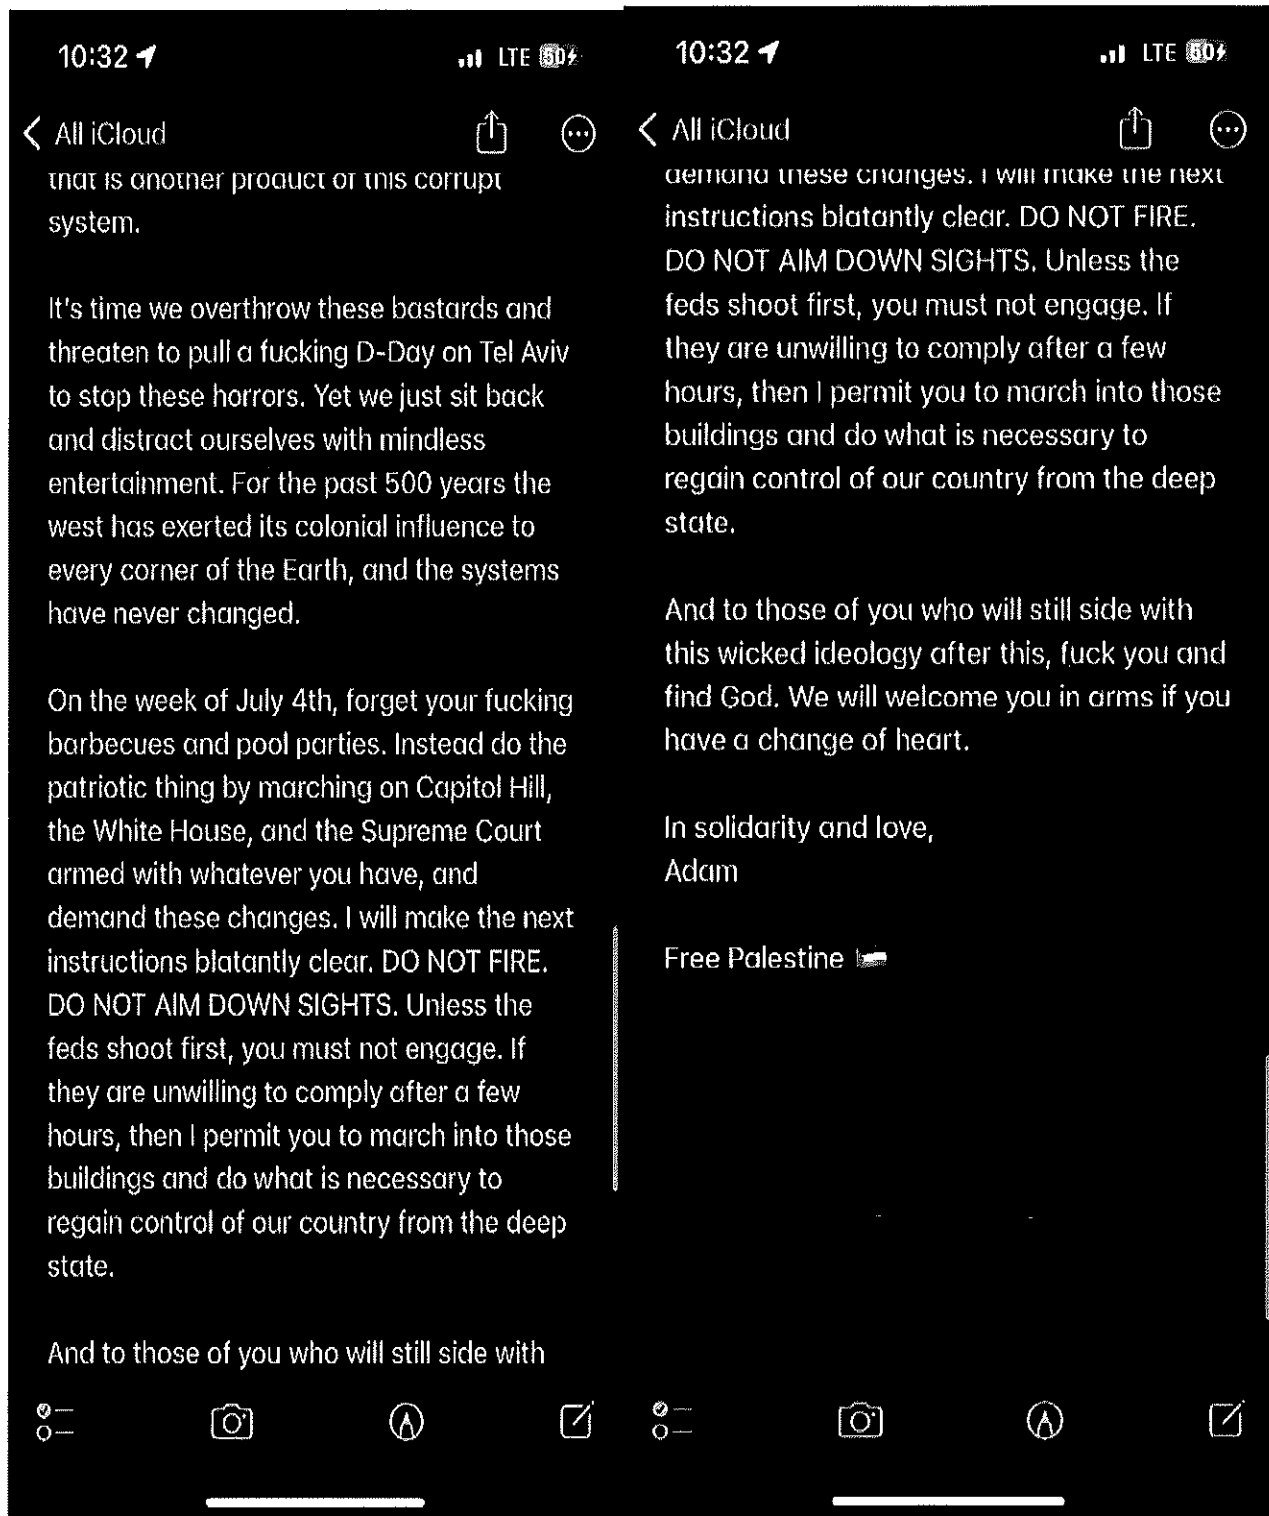 10:32
LTE 50
All iCloud
that is another product of this corrupt
system.
It's time we overthrow these bastards and
threaten to pull a fucking D-Day on Tel Aviv
to stop these horrors. Yet we just sit back
and distract ourselves with mindless
entertainment. For the past 500 years the
west has exerted its colonial influence to
every corner of the Earth, and the systems
have never changed.
On the week of July 4th, forget your fucking
barbecues and pool parties. Instead do the
patriotic thing by marching on Capitol Hill,
the White House, and the Supreme Court
armed with whatever you have, and
demand these changes. I will make the next
instructions blatantly clear. DO NOT FIRE.
DO NOT AIM DOWN SIGHTS. Unless the
feds shoot first, you must not engage. If
they are unwilling to comply after a few
hours, then I permit you to march into those
buildings and do what is necessary to
regain control of our country from the deep
state.
And to those of you who will still side with
10:32
LTE 50
All iCloud
demand these changes. I will make the next
instructions blatantly clear. DO NOT FIRE.
DO NOT AIM DOWN SIGHTS. Unless the
feds shoot first, you must not engage. If
they are unwilling to comply after a few
hours, then I permit you to march into those
buildings and do what is necessary to
regain control of our country from the deep
state.
And to those of you who will still side with
this wicked ideology after this, fuck you and
find God. We will welcome you in arms if you
have a change of heart.
In solidarity and love,
Adam
Free Palestine